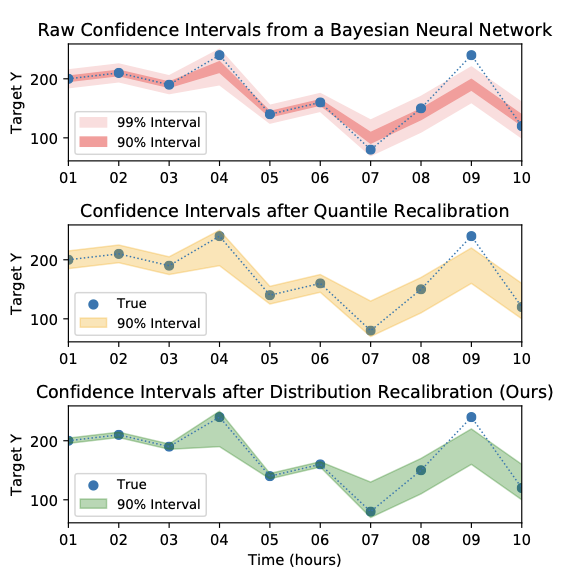 Raw Confidence Intervals from a Bayesian Neural Network
Target Y
200
100
99% Interval
90% Interval
01 02 03 04 05 06 07 08 09 10
Confidence Intervals after Quantile Recalibration
Target Y
200
100
True
90% Interval
01 02 03 04 05 06 07 08 09 10
Confidence Intervals after Distribution Recalibration (Ours)
Target Y
200
100
True
90% Interval
01 02 03 04 05 06 07 08 09 10
Time (hours)